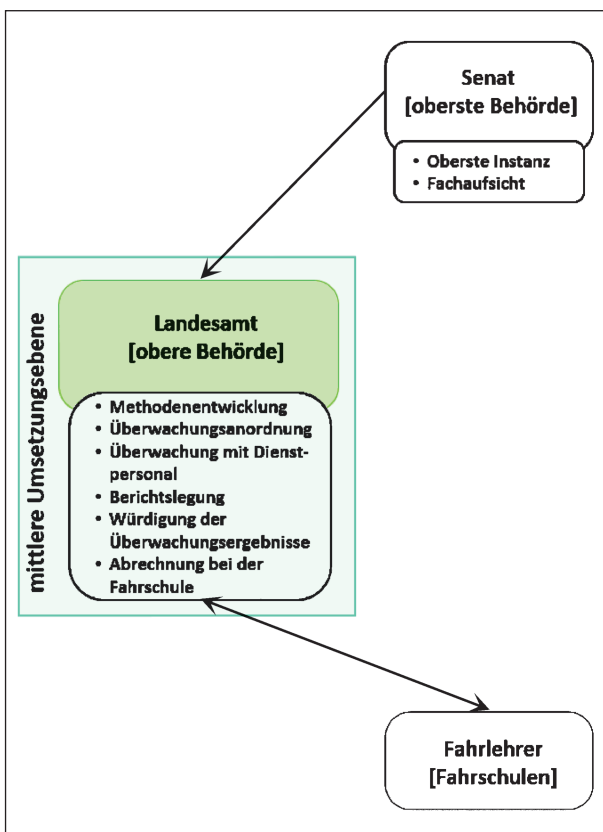 Senat
[oberste Behörde]
• Oberste Instanz
• Fachaufsicht
mittlere Umsetzungsebene
Landesamt
[obere Behörde]
• Methodenentwicklung
• Überwachungsanordnung
• Überwachung mit Dienst-
personal
• Berichtslegung
• Würdigung der
Überwachungsergebnisse
• Abrechnung bei der
Fahrschule
Fahrlehrer
[Fahrschulen]